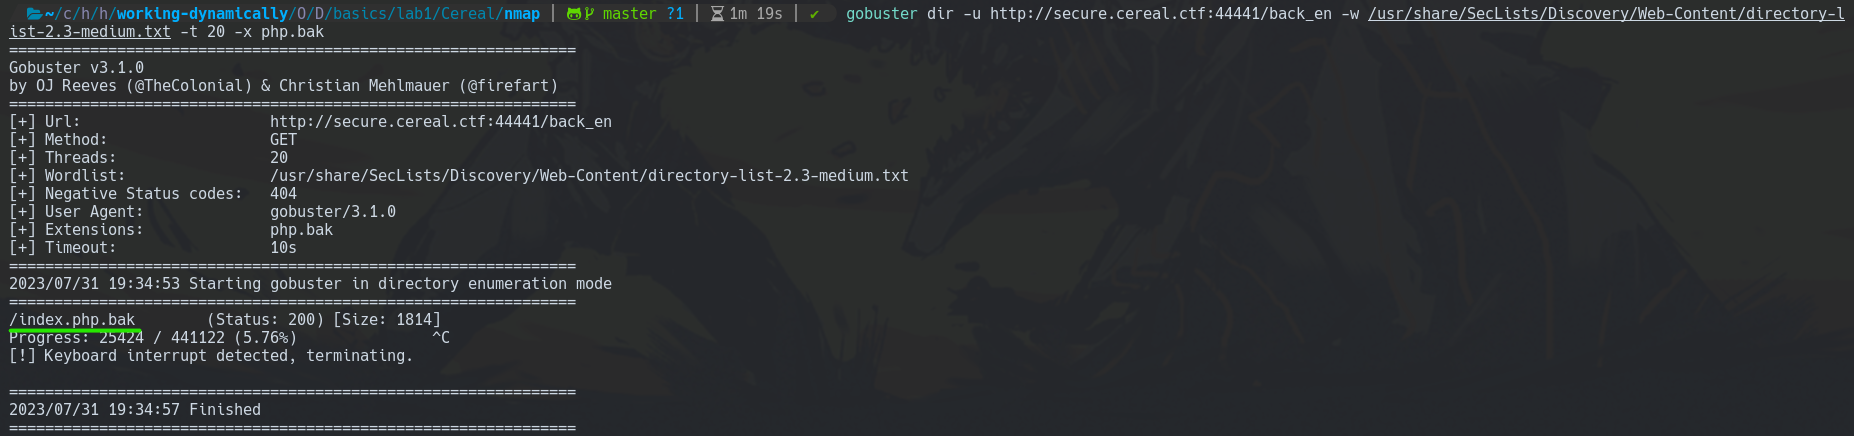 ~/c/h/h/working-dynamically/O/D/basics/lab1/Cereal/nmap | master ?1 | 1m 19s | ✔ gobuster dir -u http://secure.cereal.ctf:44441/back_en -w /usr/share/SecLists/Discovery/Web-Content/directory-l
ist-2.3-medium.txt -t 20 -x php.bak
===============================================================
Gobuster v3.1.0
by OJ Reeves (@TheColonial) & Christian Mehlmauer (@firefart)
===============================================================
[+] Url:                     http://secure.cereal.ctf:44441/back_en
[+] Method:                  GET
[+] Threads:                 20
[+] Wordlist:                /usr/share/SecLists/Discovery/Web-Content/directory-list-2.3-medium.txt
[+] Negative Status codes:   404
[+] User Agent:              gobuster/3.1.0
[+] Extensions:              php.bak
[+] Timeout:                 10s
===============================================================
2023/07/31 19:34:53 Starting gobuster in directory enumeration mode
===============================================================
/index.php.bak        (Status: 200) [Size: 1814]
Progress: 25424 / 441122 (5.76%)               ^C
[!] Keyboard interrupt detected, terminating.
===============================================================
2023/07/31 19:34:57 Finished
===============================================================